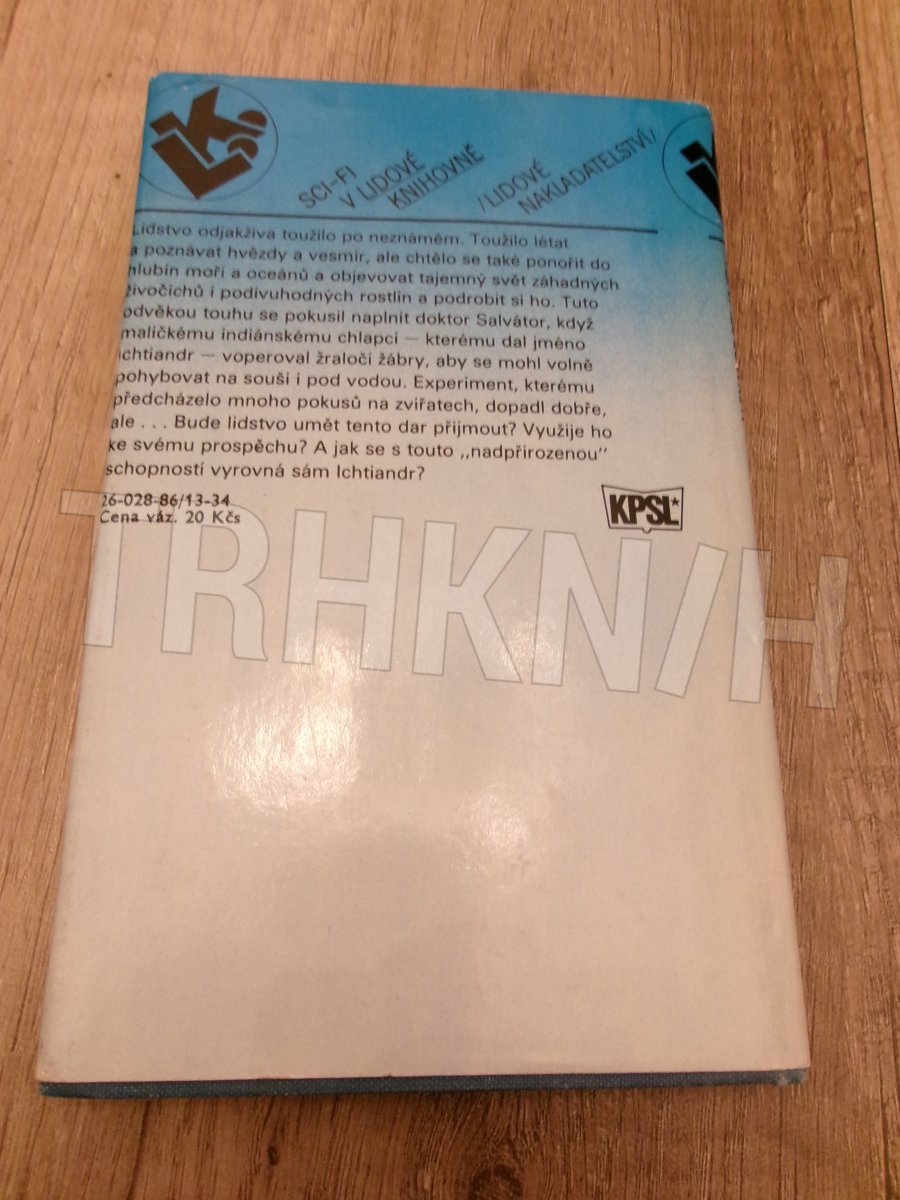 LK
SCI-FI
V LIDOVÉ
KNIHOVNĚ
/LIDOVÉ
NAKLADATELSTVÍ/
Lidstvo odjakživa toužilo po neznámém. Toužilo létat
a poznávat hvězdy a vesmír, ale chtělo se také ponořit do
hlubin moří a oceánů a objevovat tajemný svět záhadných
živočichů i podivuhodných rostlin a podrobit si ho. Tuto
odvěkou touhu se pokusil naplnit doktor Salvátor, když
maličkému indiánskému chlapci — kterému dal jméno
Ichtiandr — voperoval žraločí žábry, aby se mohl volně
pohybovat na souši i pod vodou. Experiment, kterému
předcházelo mnoho pokusů na zvířatech, dopadl dobře,
ale . . . Bude lidstvo umět tento dar přijmout? Využije ho
ke svému prospěchu? A jak se s touto „nadpřirozenou"
schopností vyrovná sám Ichtiandr?
26-028-86/13-34
Cena váz. 20 Kčs
KPSL
TRHKNIH